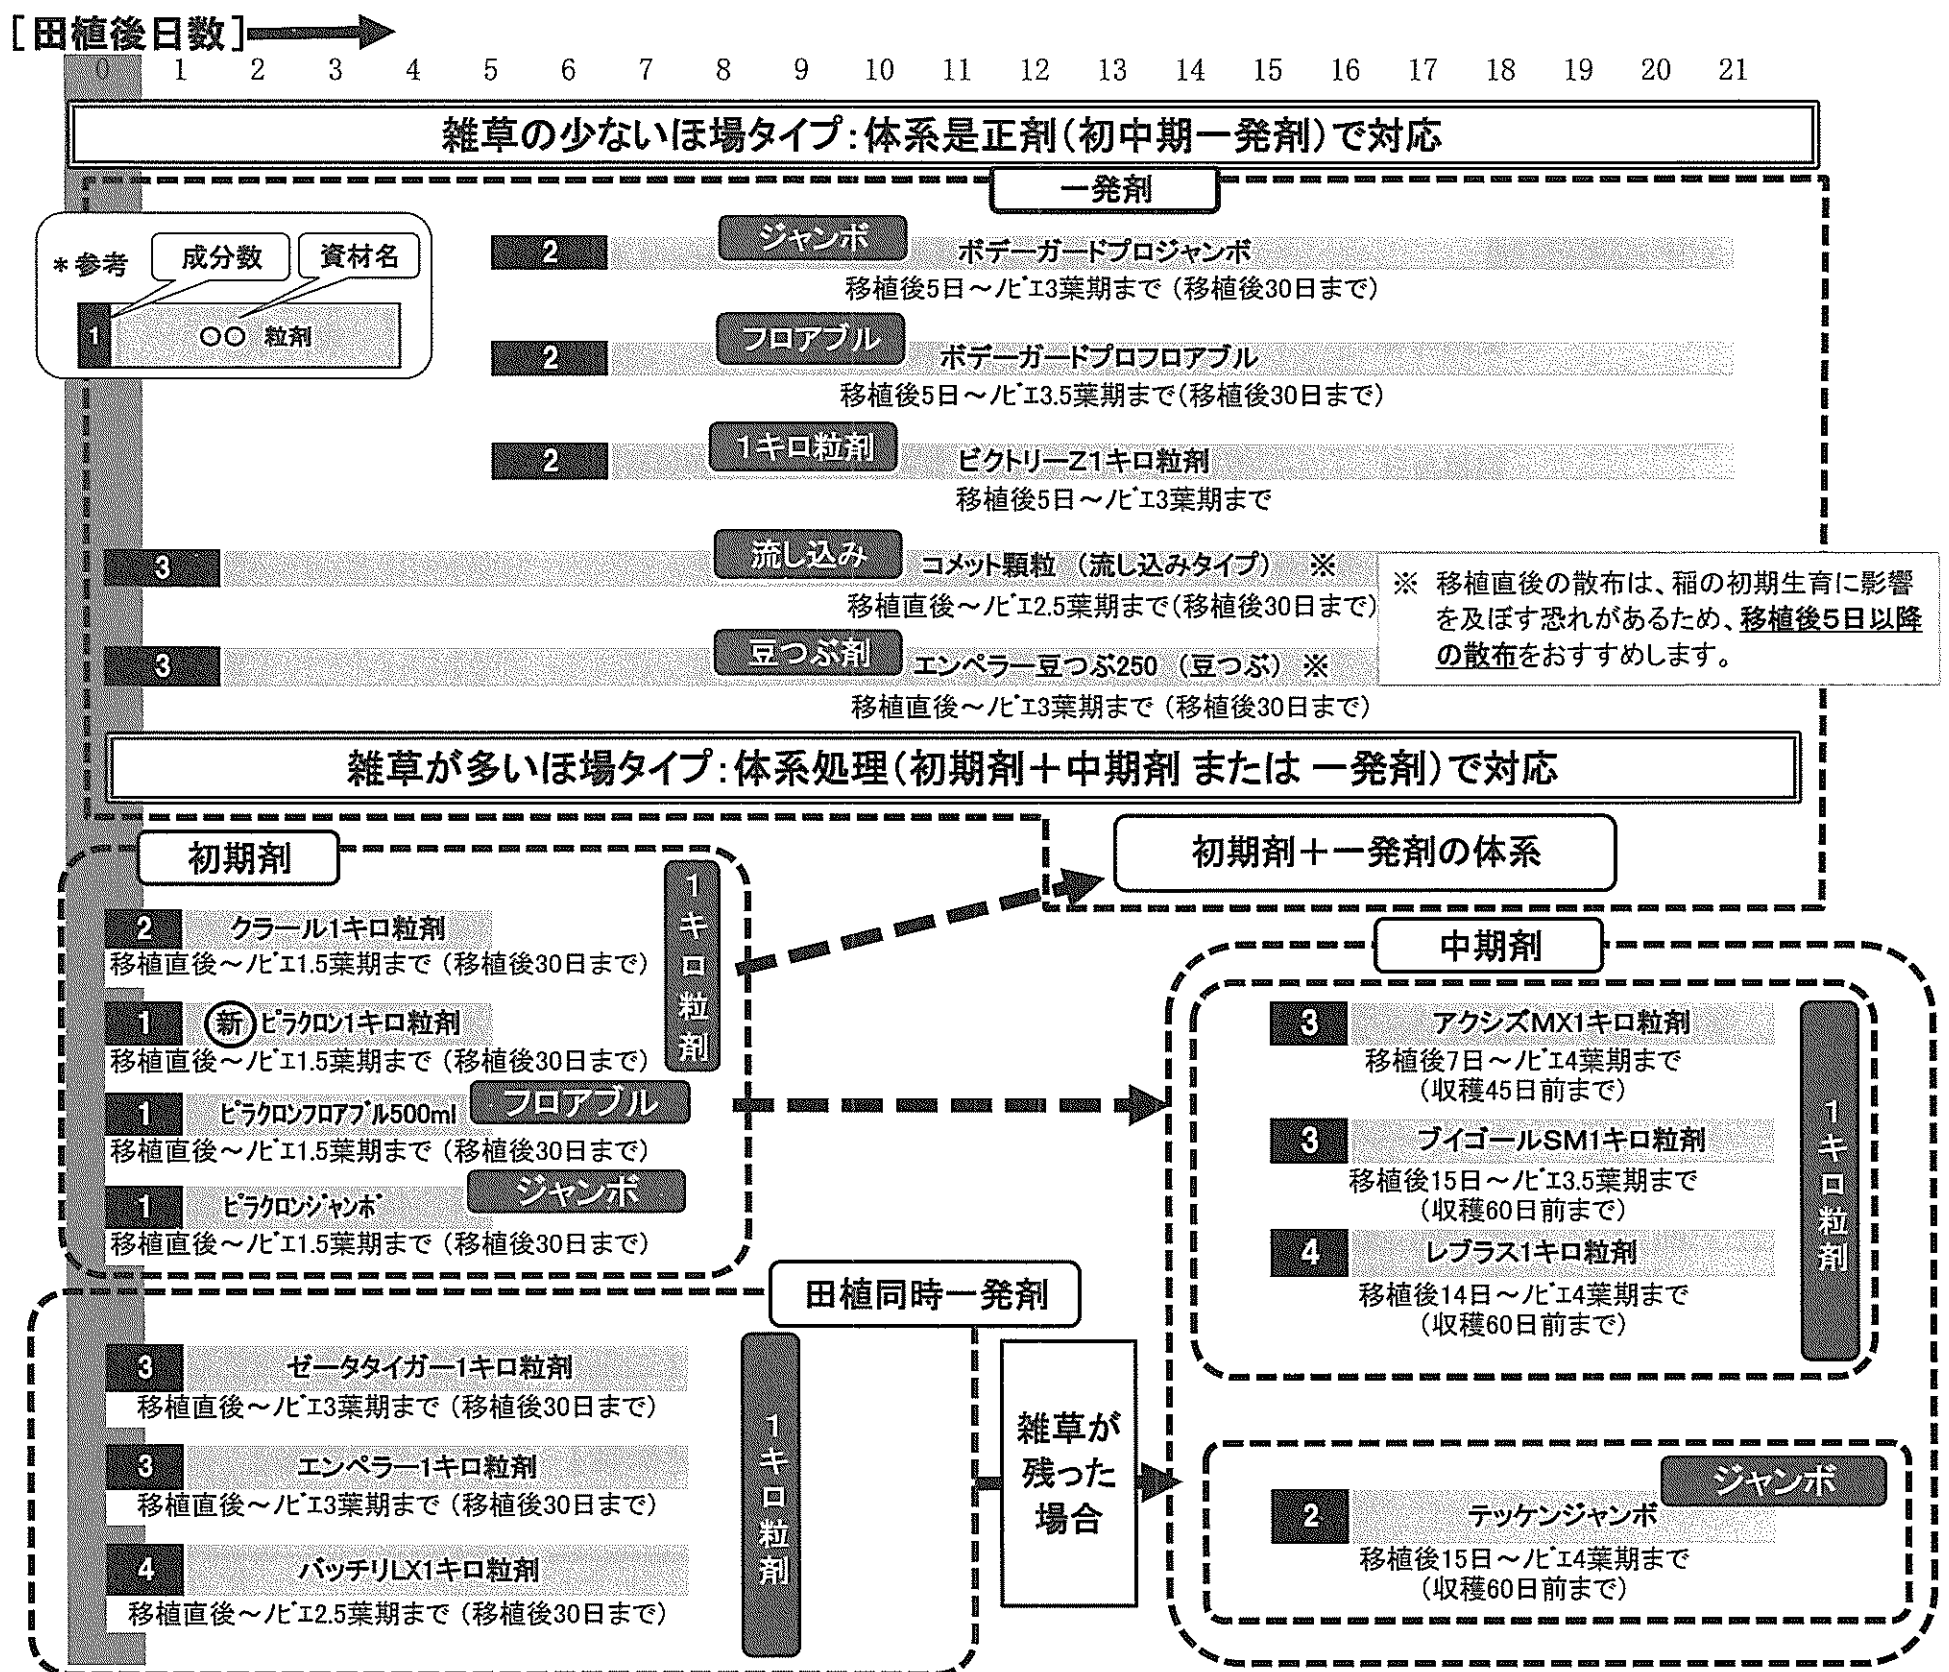 [田植後日数]
0 1 2 3 4 5 6 7 8 9 10 11 12 13 14 15 16 17 18 19 20 21
雑草の少ないほ場タイプ：体系是正剤（初中期一発剤）で対応
一発剤
＊参考
成分数
資材名
1 〇〇 粒剤
ジャンボ
2 ボデーガードプロジャンボ
移植後5日～ﾉﾋﾞｴ3葉期まで（移植後30日まで）
フロアブル
2 ボデーガードプロフロアブル
移植後5日～ﾉﾋﾞｴ3.5葉期まで（移植後30日まで）
1キロ粒剤
2 ビクトリーZ1キロ粒剤
移植後5日～ﾉﾋﾞｴ3葉期まで
流し込み
3 コメット顆粒 （流し込みタイプ） ※
移植直後～ﾉﾋﾞｴ2.5葉期まで（移植後30日まで）
豆つぶ剤
3 エンペラー豆つぶ250 （豆つぶ） ※
移植直後～ﾉﾋﾞｴ3葉期まで（移植後30日まで）
※ 移植直後の散布は、稲の初期生育に影響
を及ぼす恐れがあるため、移植後5日以降
の散布をおすすめします。
雑草が多いほ場タイプ：体系処理（初期剤＋中期剤 または 一発剤）で対応
初期剤＋一発剤の体系
初期剤
1キロ粒剤
2 クラール1キロ粒剤
移植直後～ﾉﾋﾞｴ1.5葉期まで（移植後30日まで）
1 新 ﾋﾟﾗｸﾛﾝ1キロ粒剤
移植直後～ﾉﾋﾞｴ1.5葉期まで（移植後30日まで）
1 ﾋﾟﾗｸﾛﾝﾌﾛｱﾌﾞﾙ500ml フロアブル
移植直後～ﾉﾋﾞｴ1.5葉期まで（移植後30日まで）
1 ﾋﾟﾗｸﾛﾝｼﾞｬﾝﾎﾞ ジャンボ
移植直後～ﾉﾋﾞｴ1.5葉期まで（移植後30日まで）
中期剤
1キロ粒剤
3 アクシズMX1キロ粒剤
移植後7日～ﾉﾋﾞｴ4葉期まで
（収穫45日前まで）
3 ブイゴールSM1キロ粒剤
移植後15日～ﾉﾋﾞｴ3.5葉期まで
（収穫60日前まで）
4 レブラス1キロ粒剤
移植後14日～ﾉﾋﾞｴ4葉期まで
（収穫60日前まで）
田植同時一発剤
1キロ粒剤
3 ゼータタイガー1キロ粒剤
移植直後～ﾉﾋﾞｴ3葉期まで（移植後30日まで）
3 エンペラー1キロ粒剤
移植直後～ﾉﾋﾞｴ3葉期まで（移植後30日まで）
4 バッチリLX1キロ粒剤
移植直後～ﾉﾋﾞｴ2.5葉期まで（移植後30日まで）
雑草が
残った
場合
ジャンボ
2 テッケンジャンボ
移植後15日～ﾉﾋﾞｴ4葉期まで
（収穫60日前まで）